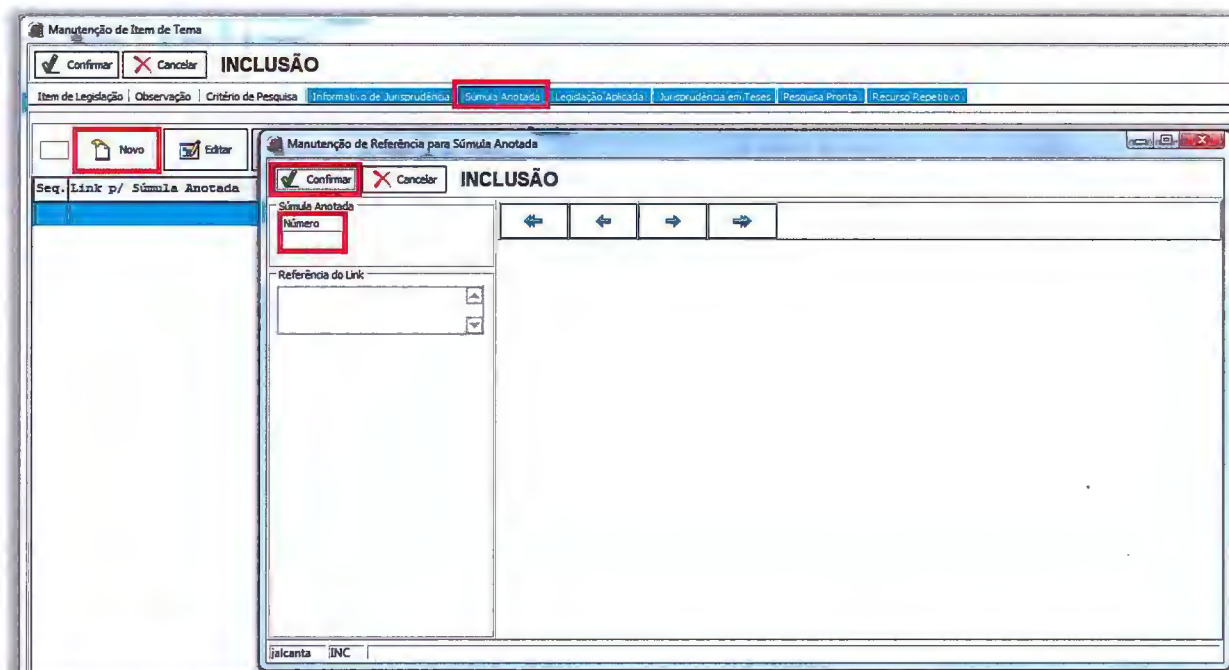 Manutenção de Item de Tema
Confirmar Cancelar INCLUSÃO
Item de Legislação Observação Critério de Pesquisa Informativo de Jurisprudência Súmula Anotada Legislação Aplicada Jurisprudência em Teses Pesquisa Pronta Recurso Repetitivo
Novo Editar
Seq. Link p/ Súmula Anotada
Manutenção de Referência para Súmula Anotada
Confirmar Cancelar INCLUSÃO
Súmula Anotada
Número
Referência do Link
jalcanta INC